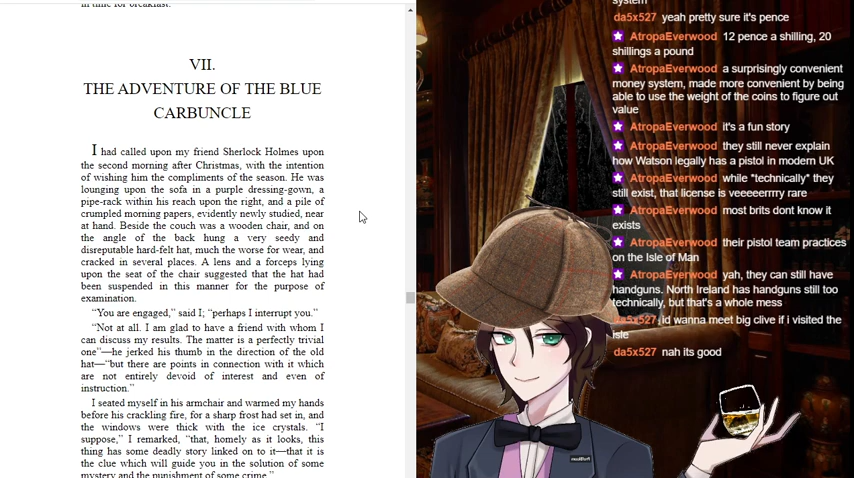 in time for breakfast.
VII.
THE ADVENTURE OF THE BLUE
CARBUNCLE
I had called upon my friend Sherlock Holmes upon
the second morning after Christmas, with the intention
of wishing him the compliments of the season. He was
lounging upon the sofa in a purple dressing-gown, a
pipe-rack within his reach upon the right, and a pile of
crumpled morning papers, evidently newly studied, near
at hand. Beside the couch was a wooden chair, and on
the angle of the back hung a very seedy and
disreputable hard-felt hat, much the worse for wear, and
cracked in several places. A lens and a forceps lying
upon the seat of the chair suggested that the hat had
been suspended in this manner for the purpose of
examination.
“You are engaged,” said I; “perhaps I interrupt you.”
“Not at all. I am glad to have a friend with whom I
can discuss my results. The matter is a perfectly trivial
one”—he jerked his thumb in the direction of the old
hat—“but there are points in connection with it which
are not entirely devoid of interest and even of
instruction.”
I seated myself in his armchair and warmed my hands
before his crackling fire, for a sharp frost had set in, and
the windows were thick with the ice crystals. “I
suppose,” I remarked, “that, homely as it looks, this
thing has some deadly story linked on to it—that it is
the clue which will guide you in the solution of some
mystery and the punishment of some crime.”
system
da5x527 yeah pretty sure it's pence
AtropaEverwood 12 pence a shilling, 20
shillings a pound
AtropaEverwood a surprisingly convenient
money system, made more convenient by being
able to use the weight of the coins to figure out
value
AtropaEverwood it's a fun story
AtropaEverwood they still never explain
how Watson legally has a pistol in modern UK
AtropaEverwood while "technically" they
still exist, that license is veeeeerrrry rare
AtropaEverwood most brits dont know it
exists
AtropaEverwood their pistol team practices
on the Isle of Man
AtropaEverwood yah, they can still have
handguns. North Ireland has handguns still too
technically, but that's a whole mess
da5x527 id wanna meet big clive if i visited the
isle
da5x527 nah its good